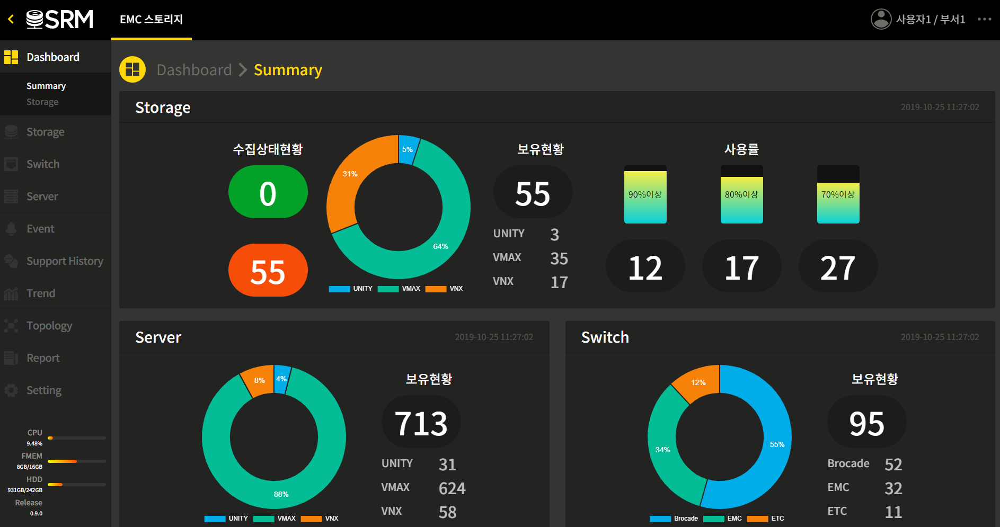 SRM
EMC 스토리지
사용자1 / 부서1
Dashboard
Summary
Storage
Storage
Switch
Server
Event
Support History
Trend
Topology
Report
Setting
CPU
9.48%
FMEM
8GB/16GB
HDD
931GB/242GB
Release
0.9.0
Dashboard
Summary
Storage
2019-10-25 11:27:02
수집상태현황
0
55
5%
31%
64%
UNITY
VMAX
VNX
보유현황
55
UNITY 3
VMAX 35
VNX 17
사용률
90%이상
80%이상
70%이상
12
17
27
Server
2019-10-25 11:27:02
8%
4%
88%
UNITY
VMAX
VNX
보유현황
713
UNITY 31
VMAX 624
VNX 58
Switch
2019-10-25 11:27:02
12%
55%
34%
Brocade
EMC
ETC
보유현황
95
Brocade 52
EMC 32
ETC 11